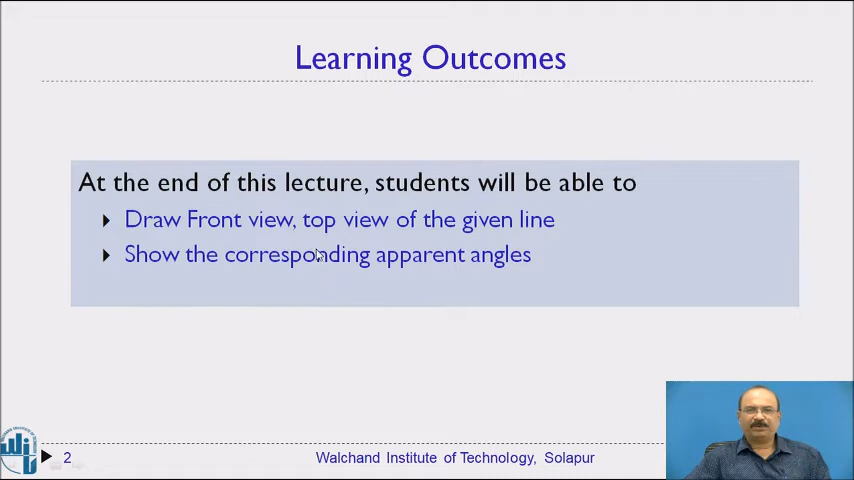 Learning Outcomes
At the end of this lecture, students will be able to
Draw Front view, top view of the given line
Show the corresponding apparent angles
2
Walchand Institute of Technology, Solapur